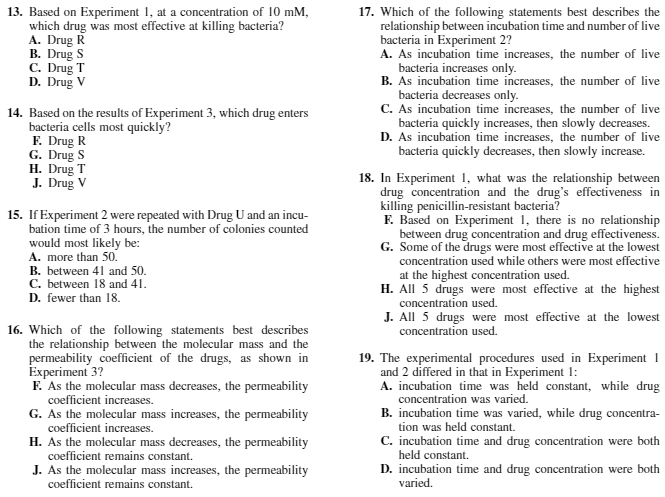 13. Based on Experiment 1, at a concentration of 10 mM,
which drug was most effective at killing bacteria?
A. Drug R
B. Drug S
C. Drug T
D. Drug V
14. Based on the results of Experiment 3, which drug enters
bacteria cells most quickly?
F. Drug R
G. Drug S
H. Drug T
J. Drug V
15. If Experiment 2 were repeated with Drug U and an incu-
bation time of 3 hours, the number of colonies counted
would most likely be:
A. more than 50.
B. between 41 and 50.
C. between 18 and 41.
D. fewer than 18.
16. Which of the following statements best describes
the relationship between the molecular mass and the
permeability coefficient of the drugs, as shown in
Experiment 3?
F. As the molecular mass decreases, the permeability
coefficient increases.
G. As the molecular mass increases, the permeability
coefficient increases.
H. As the molecular mass decreases, the permeability
coefficient remains constant.
J. As the molecular mass increases, the permeability
coefficient remains constant.
17. Which of the following statements best describes the
relationship between incubation time and number of live
bacteria in Experiment 2?
A. As incubation time increases, the number of live
bacteria increases only.
B. As incubation time increases, the number of live
bacteria decreases only.
C. As incubation time increases, the number of live
bacteria quickly increases, then slowly decreases.
D. As incubation time increases, the number of live
bacteria quickly decreases, then slowly increase.
18. In Experiment 1, what was the relationship between
drug concentration and the drug's effectiveness in
killing penicillin-resistant bacteria?
F. Based on Experiment 1, there is no relationship
between drug concentration and drug effectiveness.
G. Some of the drugs were most effective at the lowest
concentration used while others were most effective
at the highest concentration used.
H. All 5 drugs were most effective at the highest
concentration used.
J. All 5 drugs were most effective at the lowest
concentration used.
19. The experimental procedures used in Experiment 1
and 2 differed in that in Experiment 1:
A. incubation time was held constant, while drug
concentration was varied.
B. incubation time was varied, while drug concentra-
tion was held constant.
C. incubation time and drug concentration were both
held constant.
D. incubation time and drug concentration were both
varied.